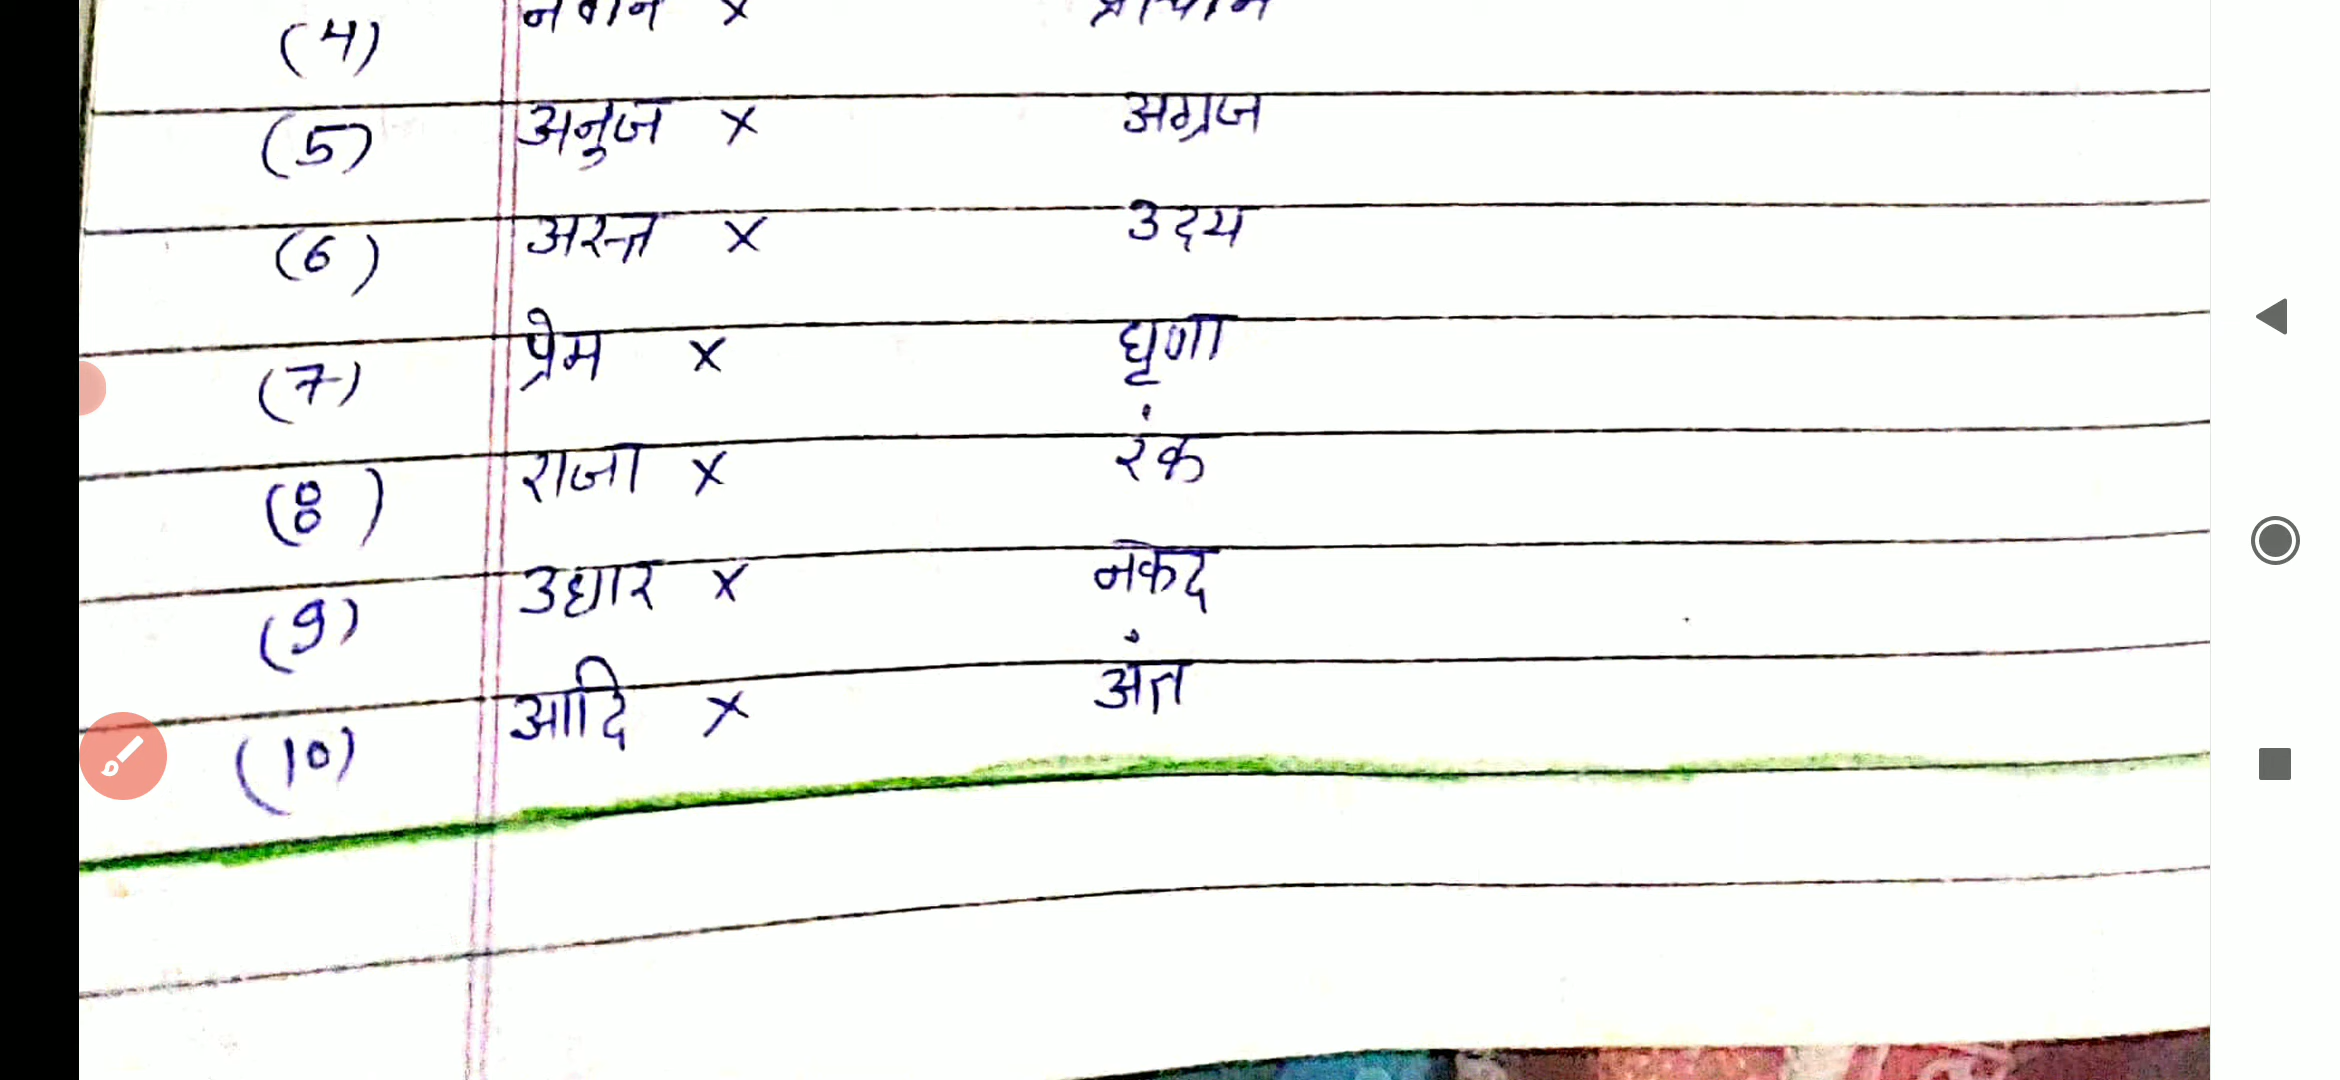 (4) नवीन × प्राचीन
(5) अनुज × अग्रज
(6) अस्त × उदय
(7) प्रेम × घृणा
(8) राजा × रंक
(9) उधार × नकद
(10) आदि × अंत